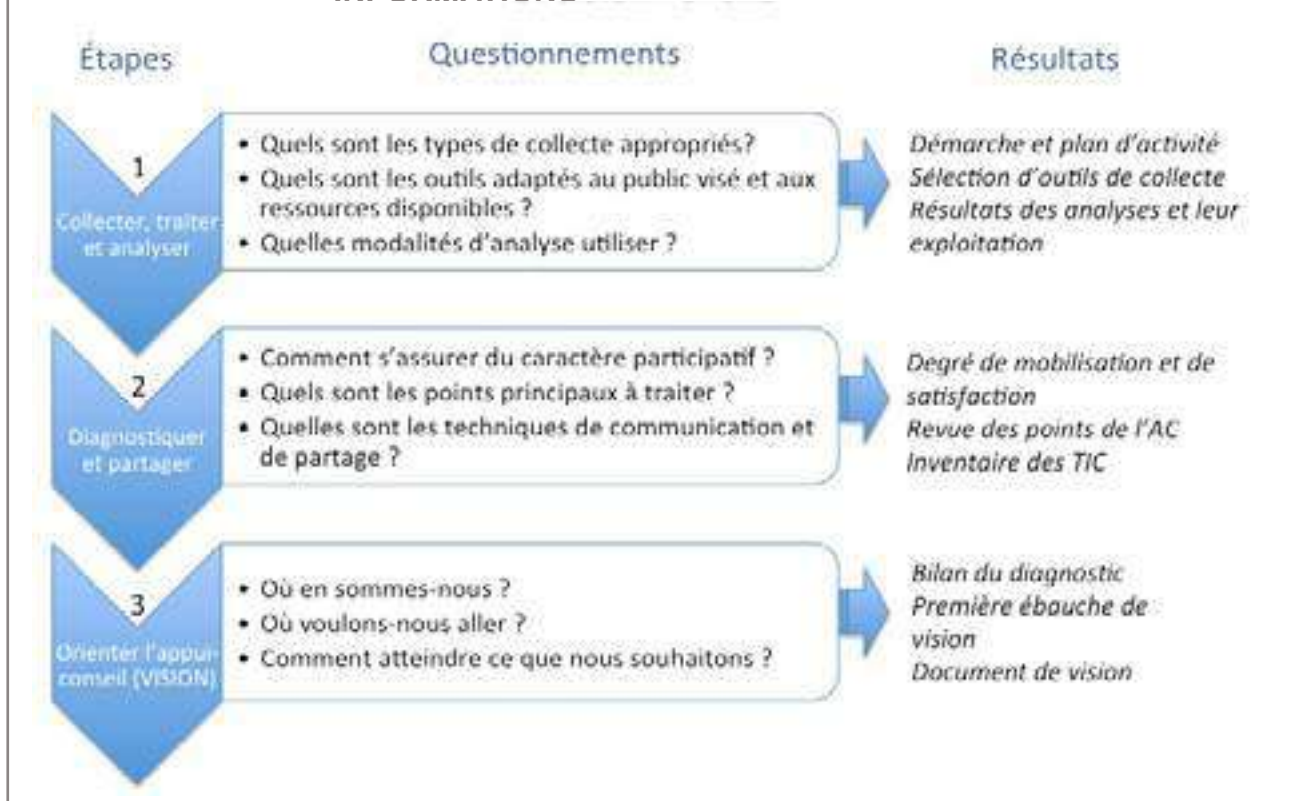 Étapes
Questionnements
Résultats
1
Collecter, traiter
et analyser
• Quels sont les types de collecte appropriés?
• Quels sont les outils adaptés au public visé et aux
ressources disponibles ?
• Quelles modalités d'analyse utiliser ?
Démarche et plan d'activité
Sélection d'outils de collecte
Résultats des analyses et leur
exploitation
2
Diagnostiquer
et partager
• Comment s'assurer du caractère participatif ?
• Quels sont les points principaux à traiter ?
• Quelles sont les techniques de communication et
de partage ?
Degré de mobilisation et de
satisfaction
Revue des points de l'AC
Inventaire des TIC
3
Orienter l'appui-
conseil (VISION)
• Où en sommes-nous ?
• Où voulons-nous aller ?
• Comment atteindre ce que nous souhaitons ?
Bilan du diagnostic
Première ébauche de
vision
Document de vision